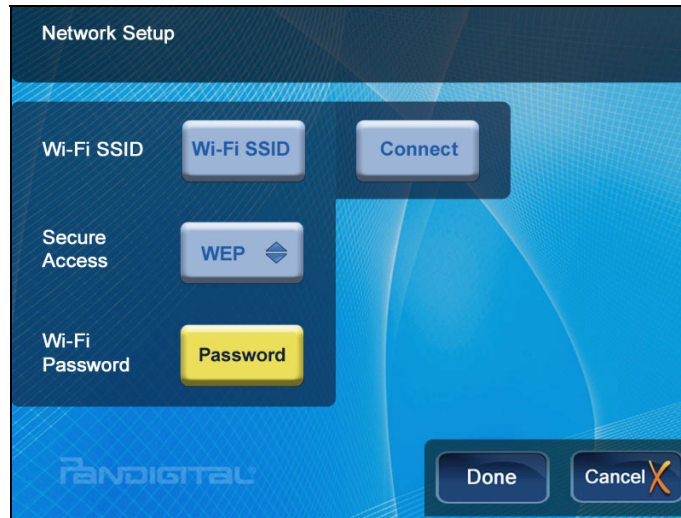 Network Setup
Wi-Fi SSID Wi-Fi SSID Connect
Secure
Access
WEP
Wi-Fi
Password
Password
PANDIGITAL
Done Cancel